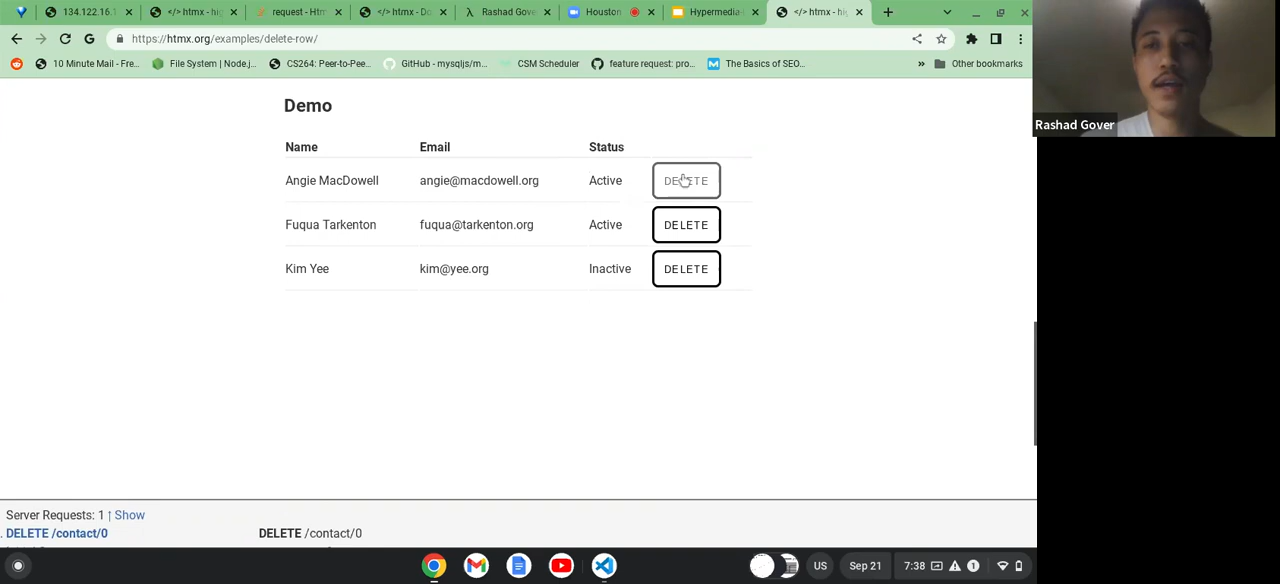 134.122.16.1
</> htmx - hig
request - Htm
</> htmx - Do
Rashad Gove
Houston
Hypermedia-
</> htmx - hig
https://htmx.org/examples/delete-row/
10 Minute Mail - Fre...
File System | Node.j...
CS264: Peer-to-Pee...
GitHub - mysqljs/m...
CSM Scheduler
feature request: pro...
The Basics of SEO...
»
Other bookmarks
Rashad Gover
Demo
Name Email Status
Angie MacDowell angie@macdowell.org Active DELETE
Fuqua Tarkenton fuqua@tarkenton.org Active DELETE
Kim Yee kim@yee.org Inactive DELETE
Server Requests: 1 ↑ Show
DELETE /contact/0
DELETE /contact/0
US
Sep 21
7:38
1